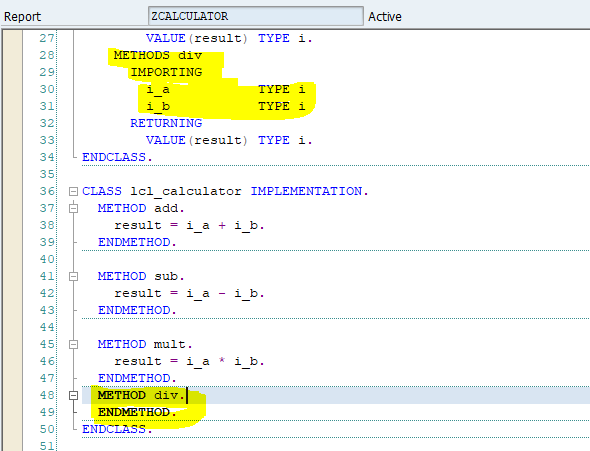 Report ZCALCULATOR Active
27 VALUE(result) TYPE i.
28 METHODS div
29 IMPORTING
30 i_a TYPE i
31 i_b TYPE i
32 RETURNING
33 VALUE(result) TYPE i.
34 ENDCLASS.
35
36 CLASS lcl_calculator IMPLEMENTATION.
37 METHOD add.
38 result = i_a + i_b.
39 ENDMETHOD.
40
41 METHOD sub.
42 result = i_a - i_b.
43 ENDMETHOD.
44
45 METHOD mult.
46 result = i_a * i_b.
47 ENDMETHOD.
48 METHOD div.
49 ENDMETHOD.
50 ENDCLASS.
51